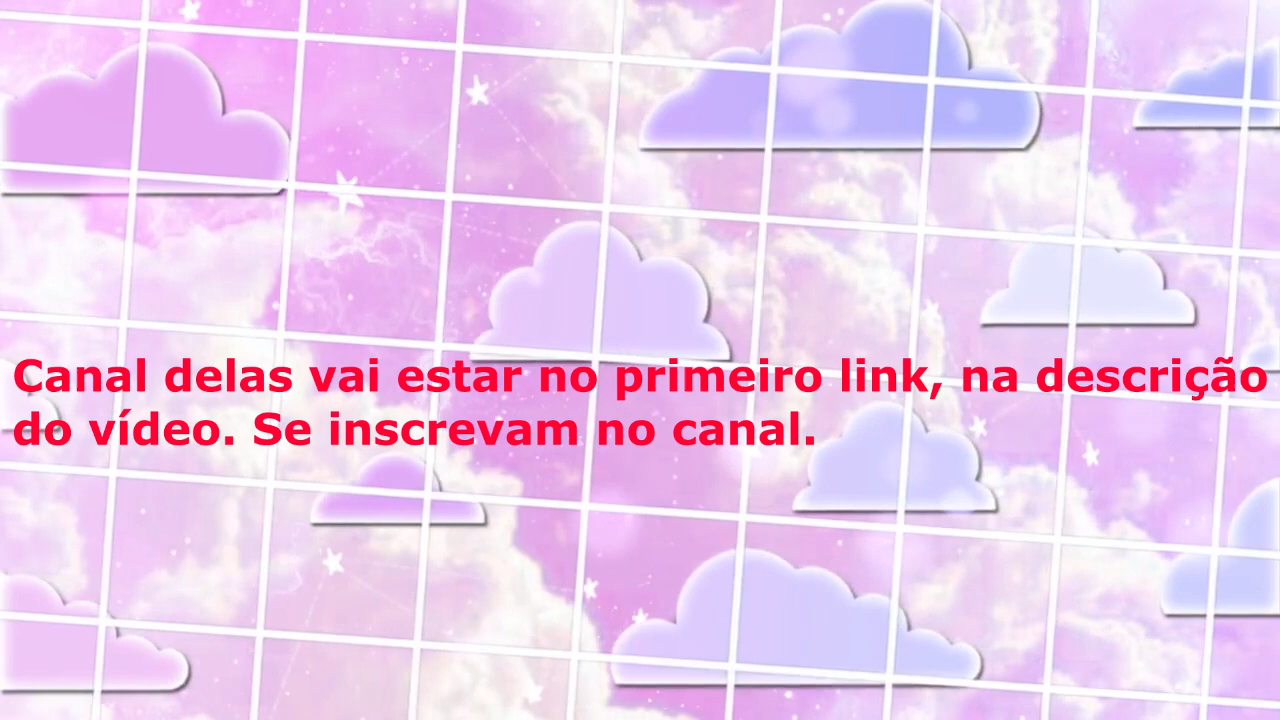 Canal delas vai estar no primeiro link, na descrição
do vídeo. Se inscrevam no canal.